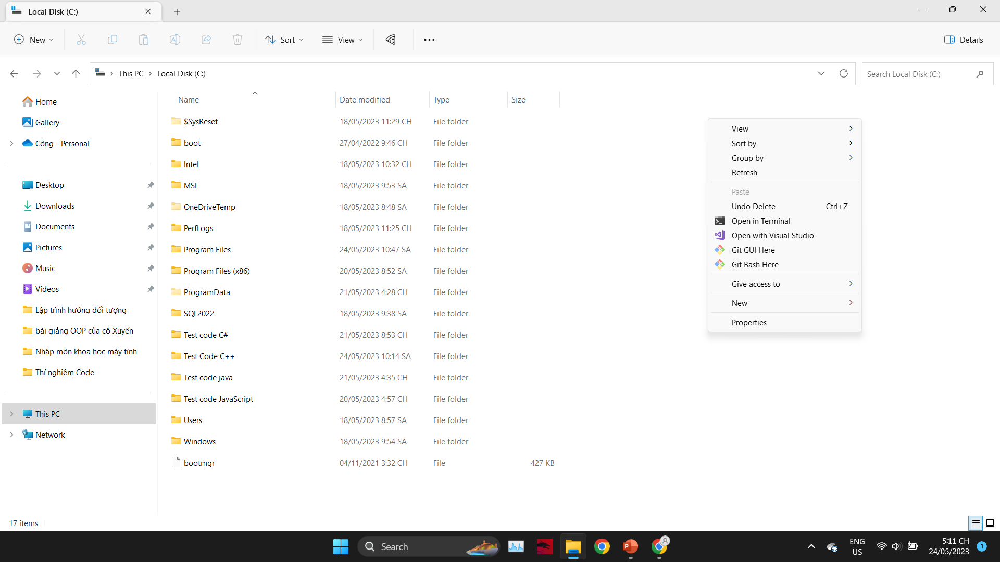 Local Disk (C:)
New
Sort
View
Details
This PC
Local Disk (C:)
Search Local Disk (C:)
Name
Date modified
Type
Size
Home
Gallery
Công - Personal
Desktop
Downloads
Documents
Pictures
Music
Videos
Lập trình hướng đối tượng
bài giảng OOP của cô Xuyến
Nhập môn khoa học máy tính
Thí nghiệm Code
This PC
Network
$SysReset 18/05/2023 11:29 CH File folder
boot 27/04/2022 9:46 CH File folder
Intel 18/05/2023 10:32 CH File folder
MSI 18/05/2023 9:53 SA File folder
OneDriveTemp 18/05/2023 8:48 SA File folder
PerfLogs 18/05/2023 11:25 CH File folder
Program Files 24/05/2023 10:47 SA File folder
Program Files (x86) 20/05/2023 8:52 SA File folder
ProgramData 21/05/2023 4:28 CH File folder
SQL2022 18/05/2023 9:38 SA File folder
Test code C# 21/05/2023 8:53 CH File folder
Test Code C++ 24/05/2023 10:14 SA File folder
Test code java 21/05/2023 4:35 CH File folder
Test code JavaScript 20/05/2023 4:57 CH File folder
Users 18/05/2023 8:57 SA File folder
Windows 18/05/2023 9:54 SA File folder
bootmgr 04/11/2021 3:32 CH File 427 KB
View
Sort by
Group by
Refresh
Paste
Undo Delete Ctrl+Z
Open in Terminal
Open with Visual Studio
Git GUI Here
Git Bash Here
Give access to
New
Properties
17 items
Search
ENG
US
5:11 CH
24/05/2023
1